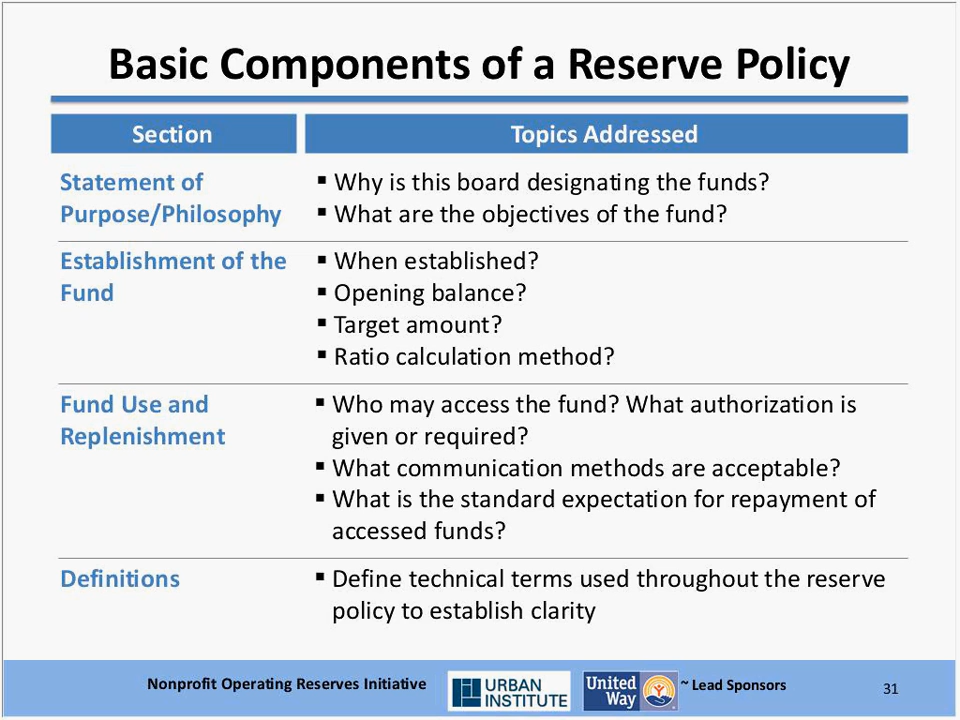 Basic Components of a Reserve Policy
Section
Topics Addressed
Statement of
Purpose/Philosophy
▪ Why is this board designating the funds?
▪ What are the objectives of the fund?
Establishment of the
Fund
▪ When established?
▪ Opening balance?
▪ Target amount?
▪ Ratio calculation method?
Fund Use and
Replenishment
▪ Who may access the fund? What authorization is
given or required?
▪ What communication methods are acceptable?
▪ What is the standard expectation for repayment of
accessed funds?
Definitions
▪ Define technical terms used throughout the reserve
policy to establish clarity
Nonprofit Operating Reserves Initiative
URBAN
INSTITUTE
United
Way
~ Lead Sponsors
31